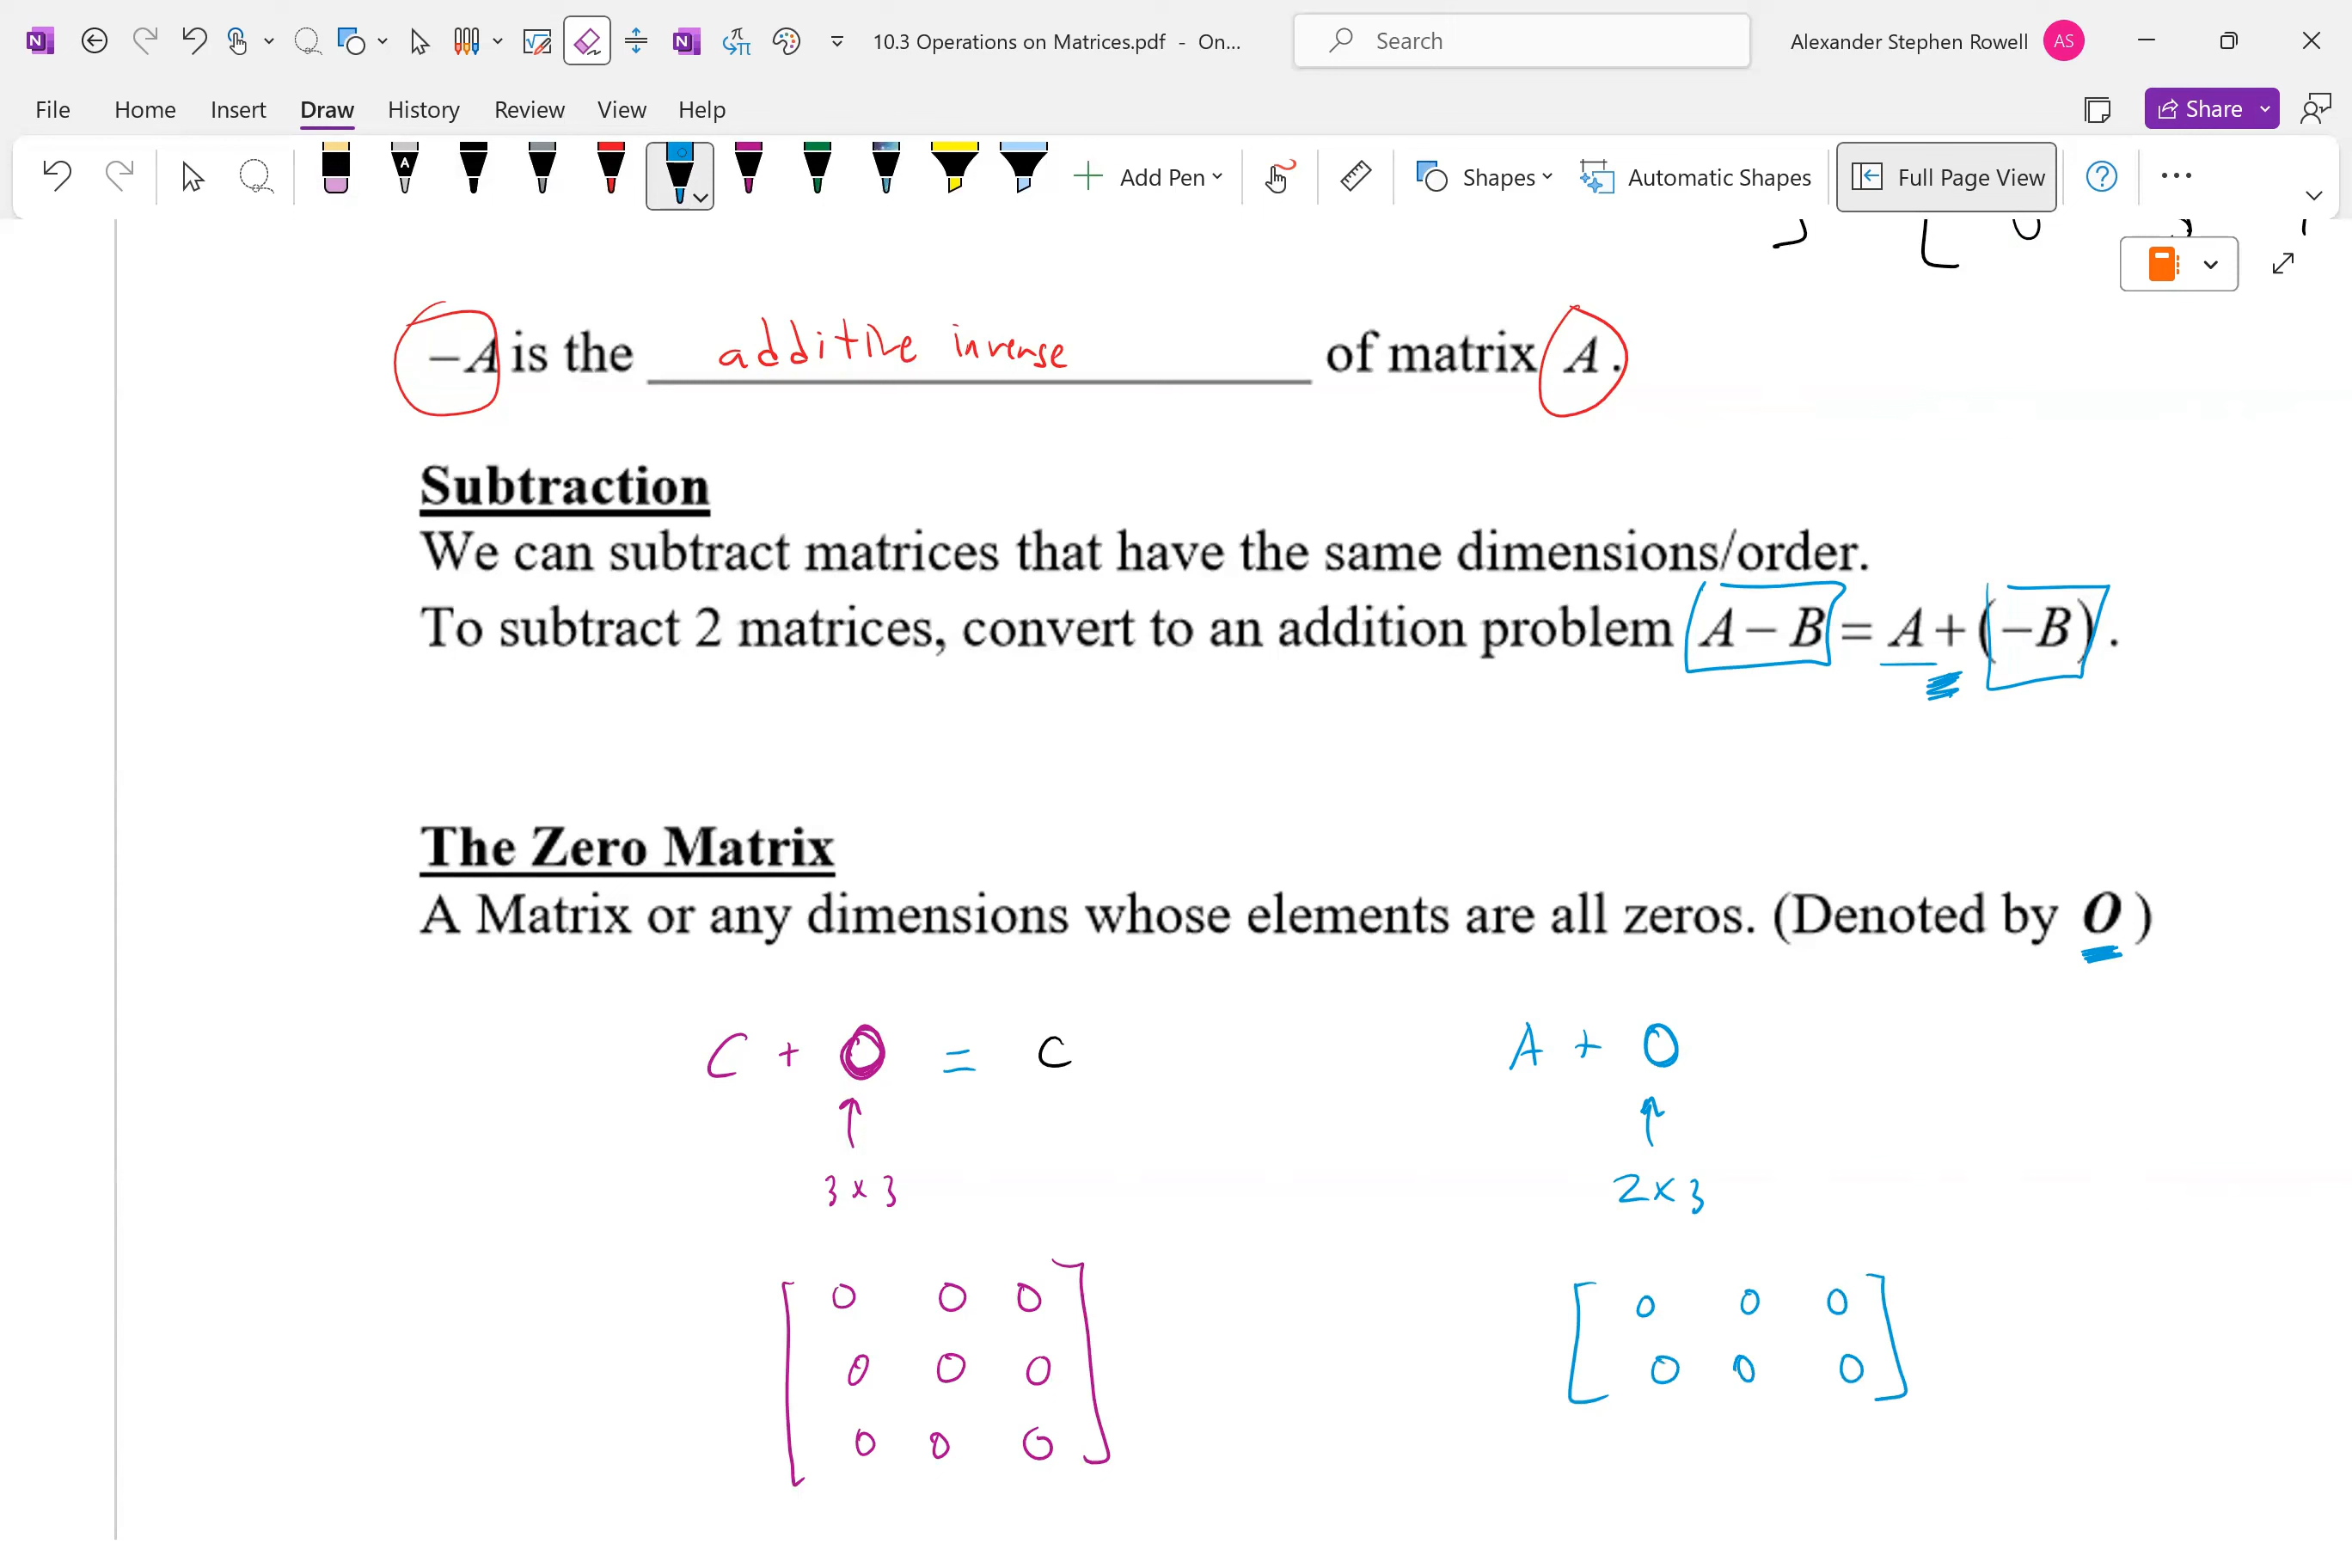 10.3 Operations on Matrices.pdf - On...
Search
Alexander Stephen Rowell AS
File Home Insert Draw History Review View Help
Share
A
Add Pen
Shapes
Automatic Shapes
Full Page View
−A is the additive inverse of matrix A.
Subtraction
We can subtract matrices that have the same dimensions/order.
To subtract 2 matrices, convert to an addition problem A − B = A + (−B).
The Zero Matrix
A Matrix or any dimensions whose elements are all zeros. (Denoted by O)
C + O = C
A + O
3 × 3
2 × 3
0 0 0
0 0 0
0 0 0
0 0 0
0 0 0